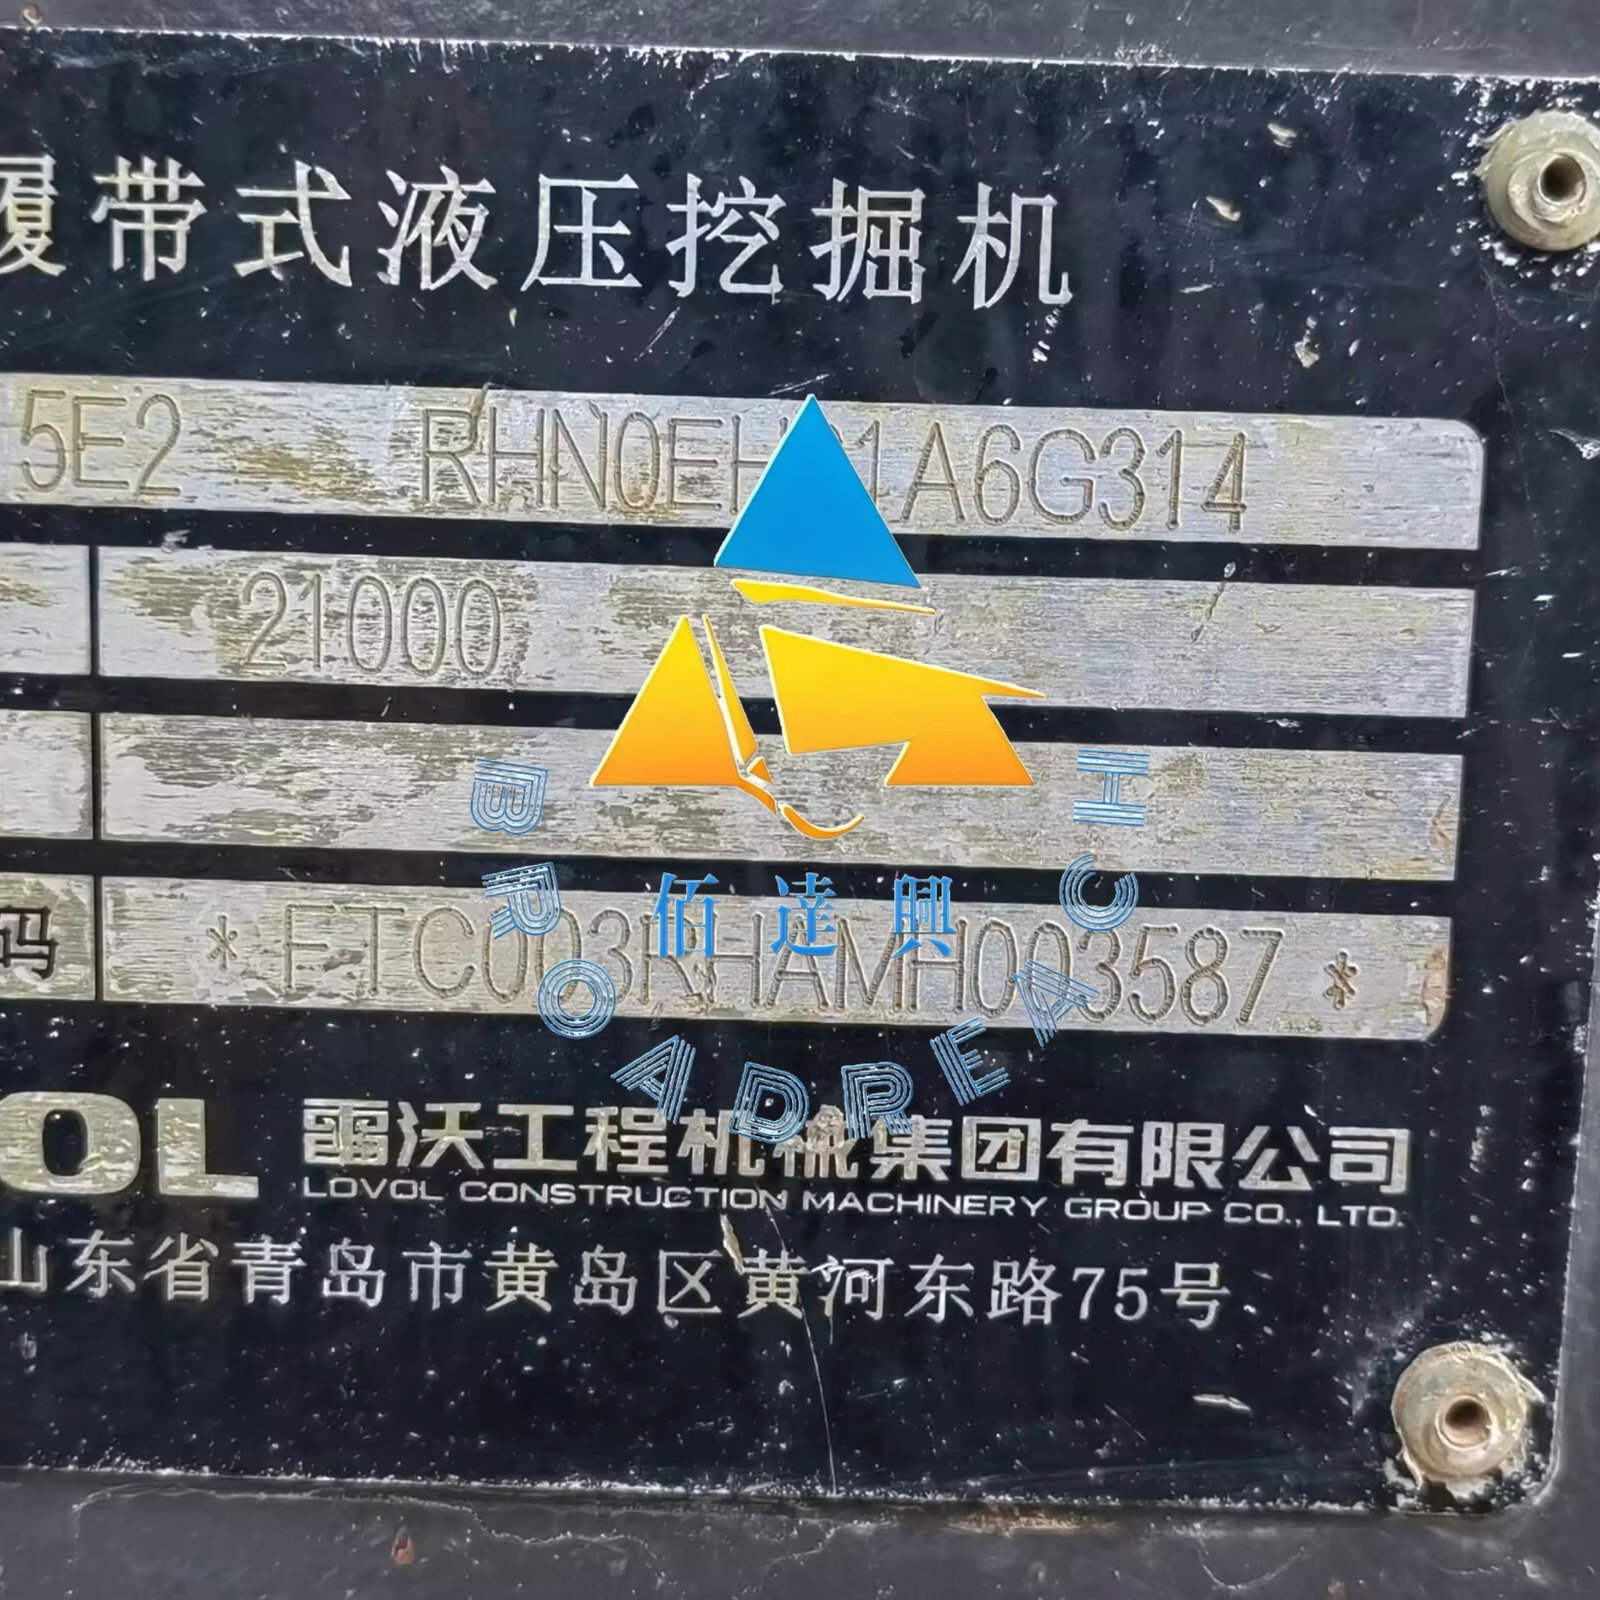 履带式液压挖掘机
5E2 RHN0EH 1A6G314
21000
码 *FTC003RHAMH003587*
佰達興
BROADREACH
OL 雷沃工程机械集团有限公司
LOVOL CONSTRUCTION MACHINERY GROUP CO., LTD.
山东省青岛市黄岛区黄河东路75号